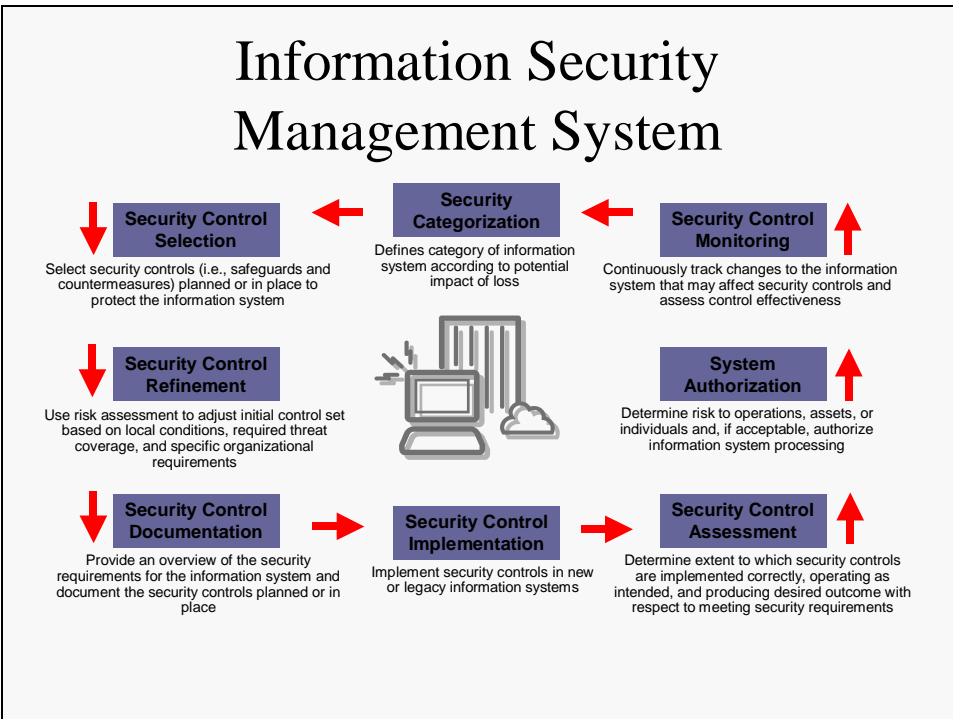 Information Security
Management System
Security
Categorization
Defines category of information
system according to potential
impact of loss
Security Control
Selection
Select security controls (i.e., safeguards and
countermeasures) planned or in place to
protect the information system
Security Control
Refinement
Use risk assessment to adjust initial control set
based on local conditions, required threat
coverage, and specific organizational
requirements
Security Control
Documentation
Provide an overview of the security
requirements for the information system and
document the security controls planned or in
place
Security Control
Implementation
Implement security controls in new
or legacy information systems
Security Control
Assessment
Determine extent to which security controls
are implemented correctly, operating as
intended, and producing desired outcome with
respect to meeting security requirements
System
Authorization
Determine risk to operations, assets, or
individuals and, if acceptable, authorize
information system processing
Security Control
Monitoring
Continuously track changes to the information
system that may affect security controls and
assess control effectiveness